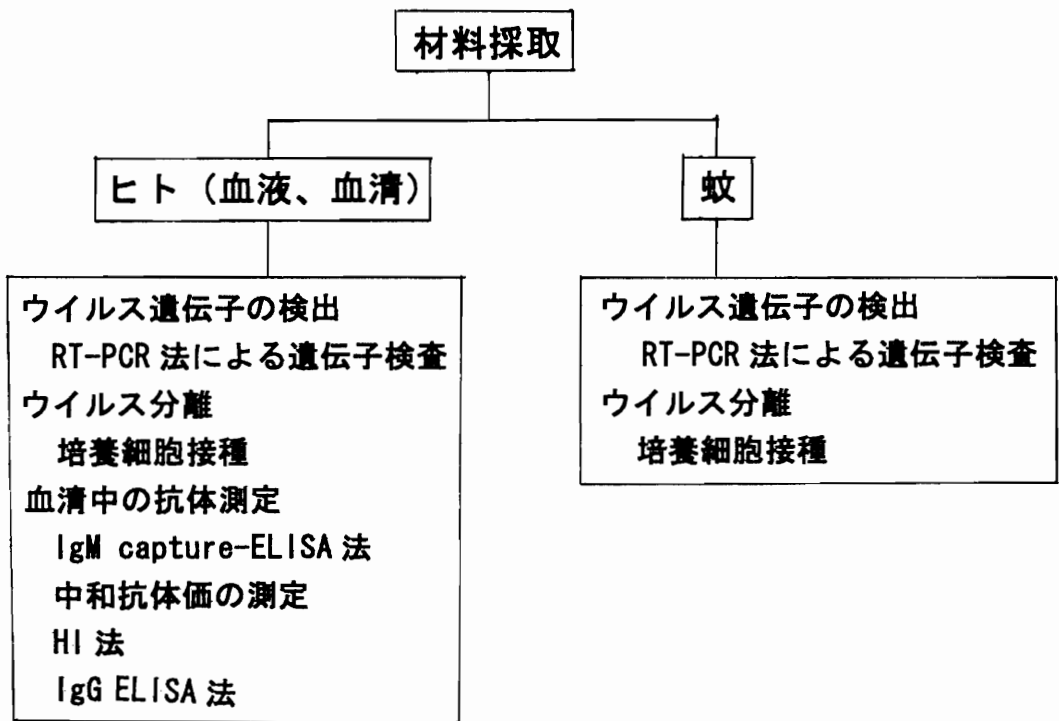 材料採取
ヒト（血液、血清）
蚊
ウイルス遺伝子の検出
RT-PCR 法による遺伝子検査
ウイルス分離
培養細胞接種
血清中の抗体測定
IgM capture-ELISA 法
中和抗体価の測定
HI 法
IgG ELISA 法
ウイルス遺伝子の検出
RT-PCR 法による遺伝子検査
ウイルス分離
培養細胞接種